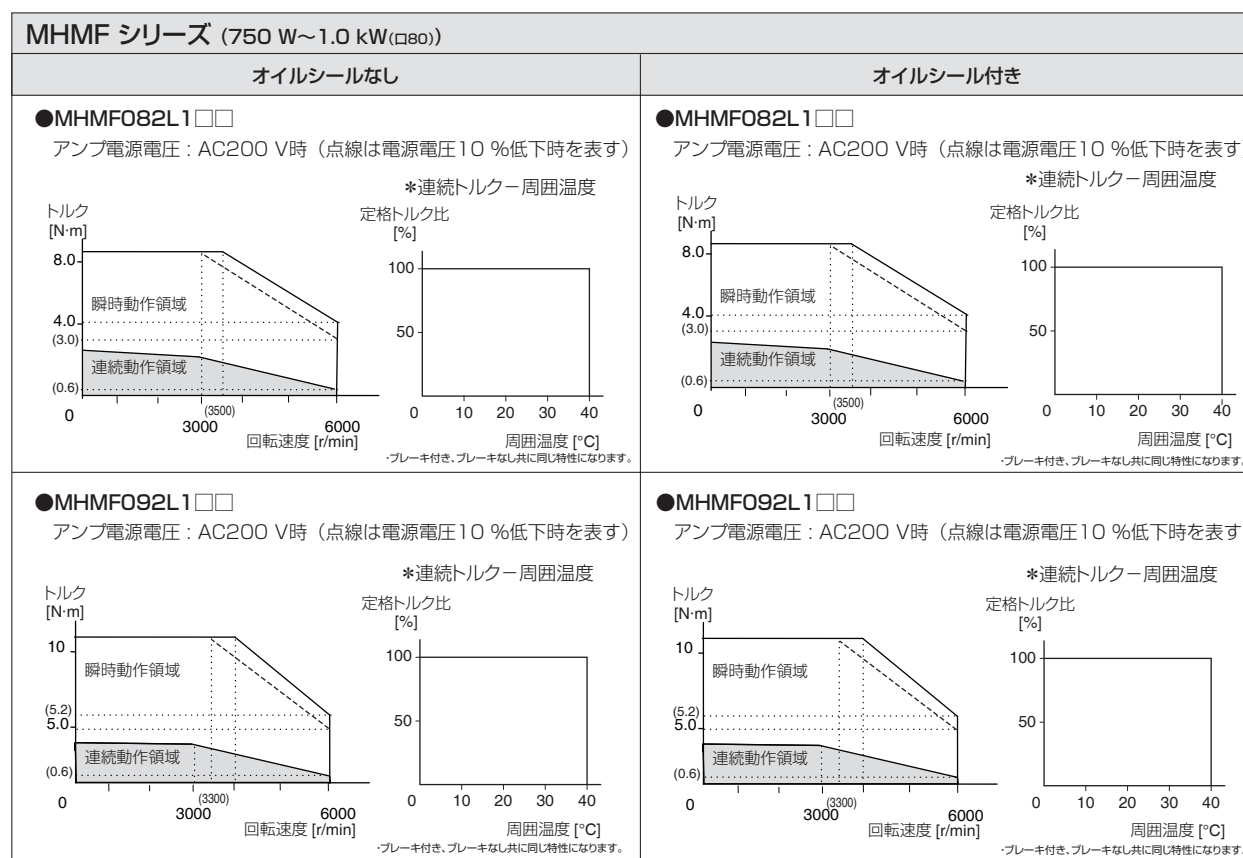 MHMF シリーズ (750 W～1.0 kW(□80))
オイルシールなし
オイルシール付き
●MHMF082L1□□
アンプ電源電圧 : AC200 V時 (点線は電源電圧10 %低下時を表す)
*連続トルクー周囲温度
トルク
[N·m]
8.0
4.0
(3.0)
(0.6)
瞬時動作領域
連続動作領域
0
3000
(3500)
6000
回転速度 [r/min]
定格トルク比
[%]
100
50
0 10 20 30 40
周囲温度 [°C]
·ブレーキ付き、ブレーキなし共に同じ特性になります。
●MHMF082L1□□
アンプ電源電圧 : AC200 V時 (点線は電源電圧10 %低下時を表す
*連続トルクー周囲温度
トルク
[N·m]
8.0
4.0
(3.0)
(0.6)
瞬時動作領域
連続動作領域
0
3000
(3500)
6000
回転速度 [r/min]
定格トルク比
[%]
100
50
0 10 20 30 40
周囲温度 [°C]
·ブレーキ付き、ブレーキなし共に同じ特性になります。
●MHMF092L1□□
アンプ電源電圧 : AC200 V時 (点線は電源電圧10 %低下時を表す)
*連続トルクー周囲温度
トルク
[N·m]
10
(5.2)
5.0
(0.6)
瞬時動作領域
連続動作領域
0
3000
(3300)
6000
回転速度 [r/min]
定格トルク比
[%]
100
50
0 10 20 30 40
周囲温度 [°C]
·ブレーキ付き、ブレーキなし共に同じ特性になります。
●MHMF092L1□□
アンプ電源電圧 : AC200 V時 (点線は電源電圧10 %低下時を表す
*連続トルクー周囲温度
トルク
[N·m]
10
(5.2)
5.0
(0.6)
瞬時動作領域
連続動作領域
0
3000
(3300)
6000
回転速度 [r/min]
定格トルク比
[%]
100
50
0 10 20 30 40
周囲温度 [°C]
·ブレーキ付き、ブレーキなし共に同じ特性になります。